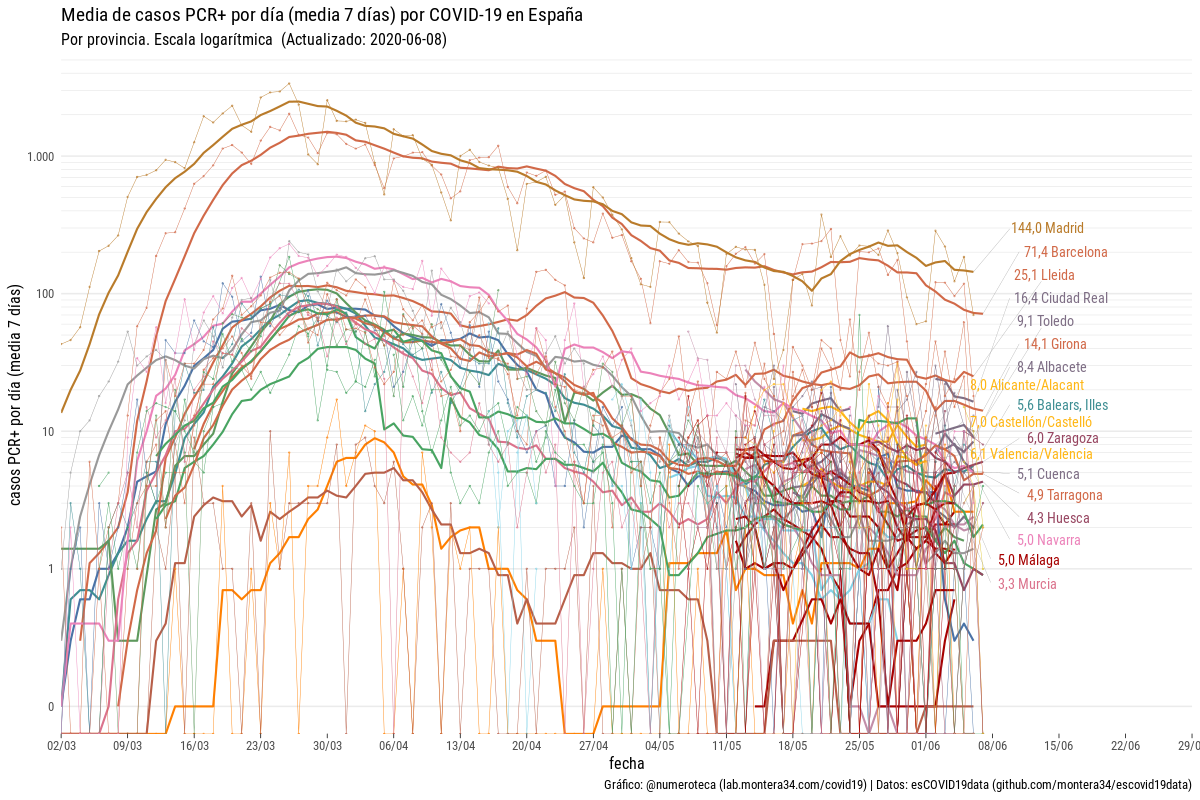 Media de casos PCR+ por día (media 7 días) por COVID-19 en España
Por provincia. Escala logarítmica (Actualizado: 2020-06-08)
casos PCR+ por día (media 7 días)
1.000
100
10
1
0
144,0 Madrid
71,4 Barcelona
25,1 Lleida
16,4 Ciudad Real
9,1 Toledo
14,1 Girona
8,4 Albacete
8,0 Alicante/Alacant
5,6 Balears, Illes
Castellón/Castelló
6,0 Zaragoza
6,1 Valencia/València
5,1 Cuenca
4,9 Tarragona
4,3 Huesca
5,0 Navarra
5,0 Málaga
3,3 Murcia
02/03 09/03 16/03 23/03 30/03 06/04 13/04 20/04 27/04 04/05 11/05 18/05 25/05 01/06 08/06 15/06 22/06 29/0
fecha
Gráfico: @numeroteca (lab.montera34.com/covid19) | Datos: esCOVID19data (github.com/montera34/escovid19data)